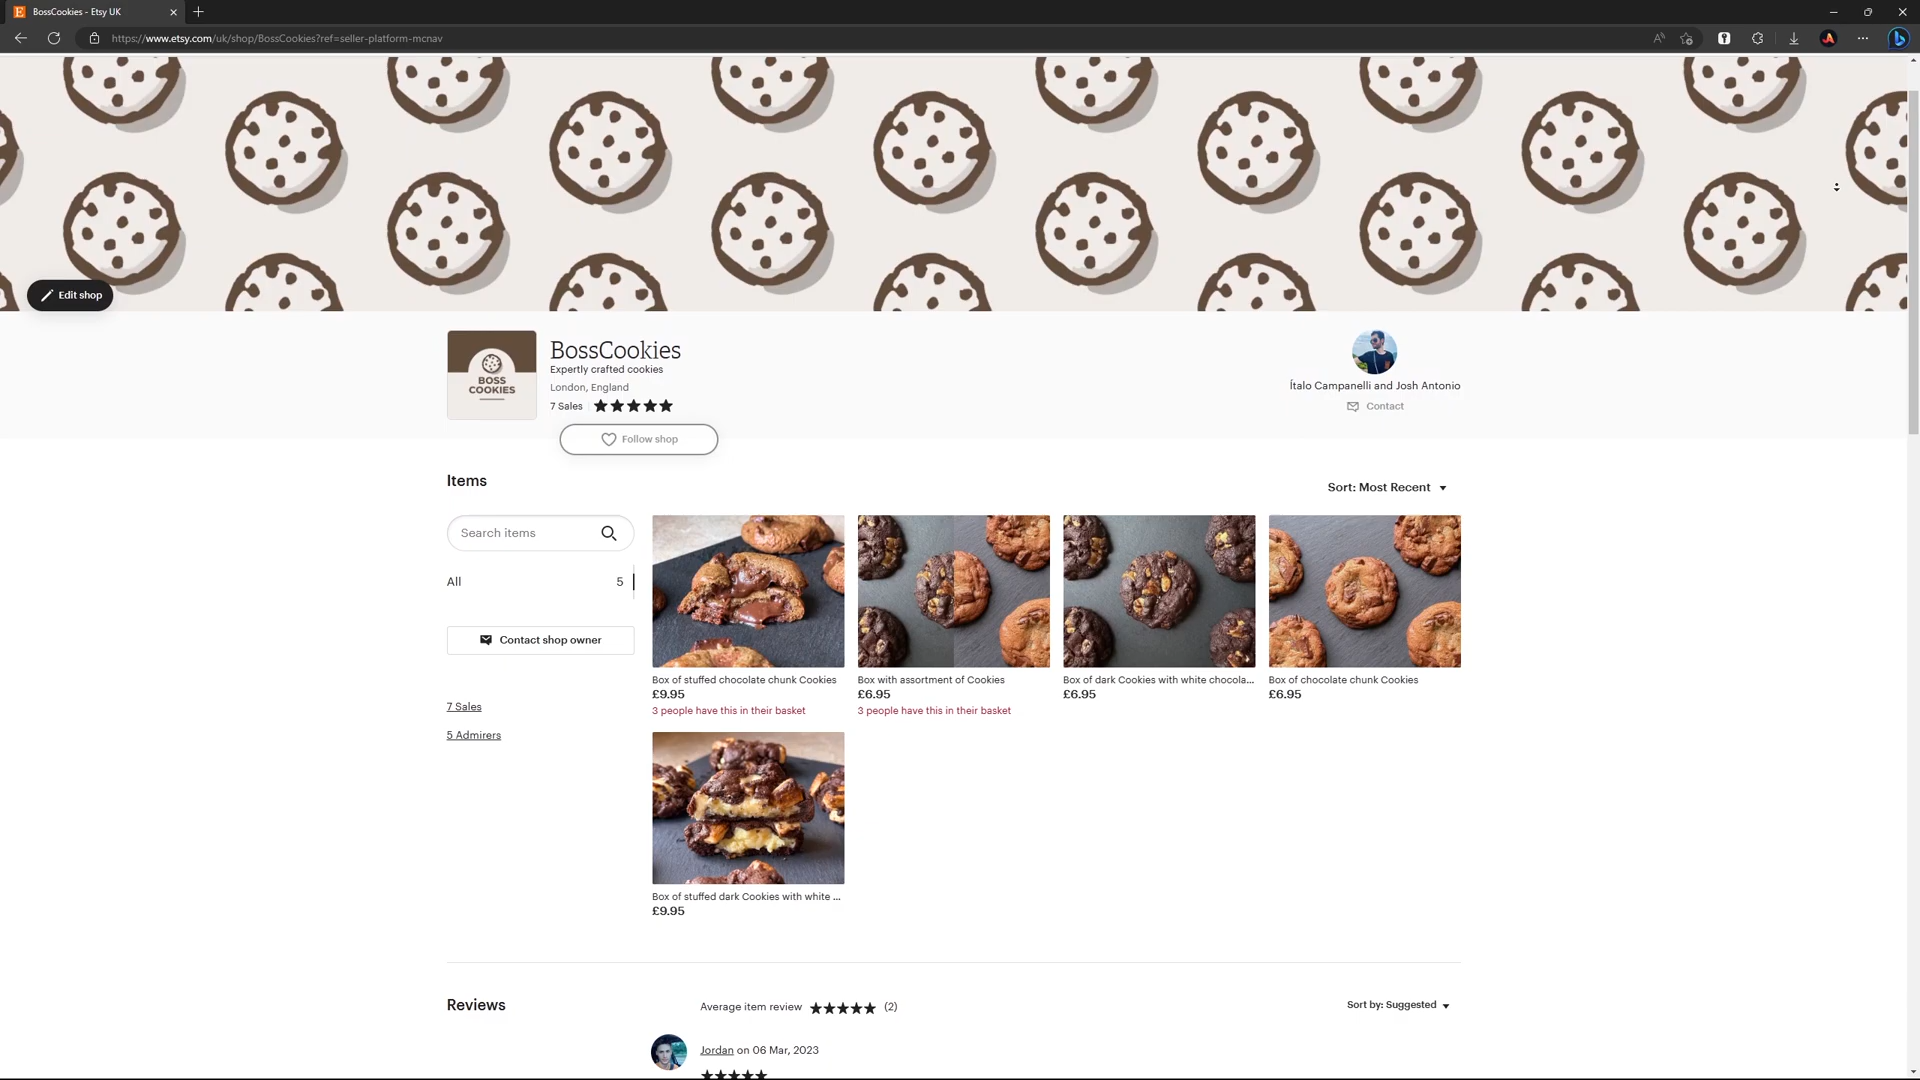 BossCookies - Etsy UK
https://www.etsy.com/uk/shop/BossCookies?ref=seller-platform-mcnav
Edit shop
BOSS
COOKIES
BossCookies
Expertly crafted cookies
London, England
7 Sales
Follow shop
Ítalo Campanelli and Josh Antonio
Contact
Items
Sort: Most Recent
Search items
All 5
Contact shop owner
7 Sales
5 Admirers
Box of stuffed chocolate chunk Cookies
£9.95
3 people have this in their basket
Box with assortment of Cookies
£6.95
3 people have this in their basket
Box of dark Cookies with white chocola...
£6.95
Box of chocolate chunk Cookies
£6.95
Box of stuffed dark Cookies with white ...
£9.95
Reviews
Average item review (2)
Sort by: Suggested
Jordan on 06 Mar, 2023